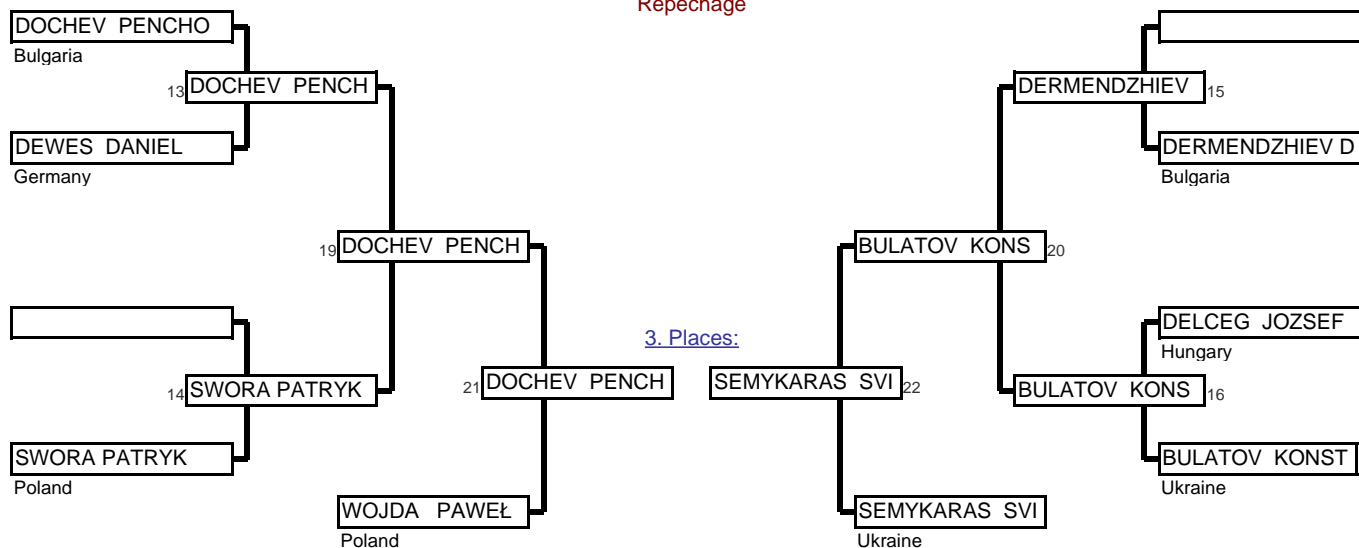 Repechage
DOCHEV PENCHO
Bulgaria
13 DOCHEV PENCH
DEWES DANIEL
Germany
19 DOCHEV PENCH
14 SWORA PATRYK
SWORA PATRYK
Poland
21 DOCHEV PENCH
WOJDA PAWEŁ
Poland
3. Places:
DERMENDZHIEV 15
DERMENDZHIEV D
Bulgaria
BULATOV KONS 20
DELCEG JOZSEF
Hungary
SEMYKARAS SVI 22
BULATOV KONS 16
BULATOV KONST
Ukraine
SEMYKARAS SVI
Ukraine